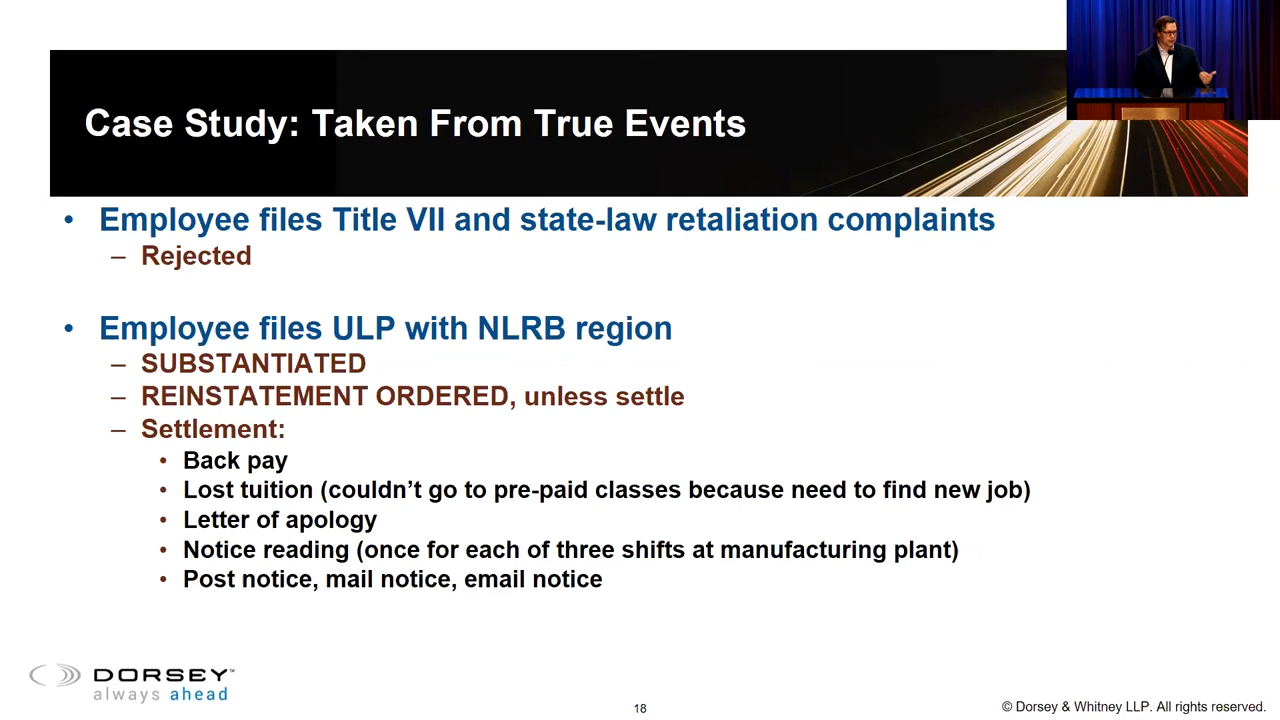 Case Study: Taken From True Events
• Employee files Title VII and state-law retaliation complaints
– Rejected
• Employee files ULP with NLRB region
– SUBSTANTIATED
– REINSTATEMENT ORDERED, unless settle
– Settlement:
• Back pay
• Lost tuition (couldn’t go to pre-paid classes because need to find new job)
• Letter of apology
• Notice reading (once for each of three shifts at manufacturing plant)
• Post notice, mail notice, email notice
DORSEY™
always ahead
18
© Dorsey & Whitney LLP. All rights reserved.